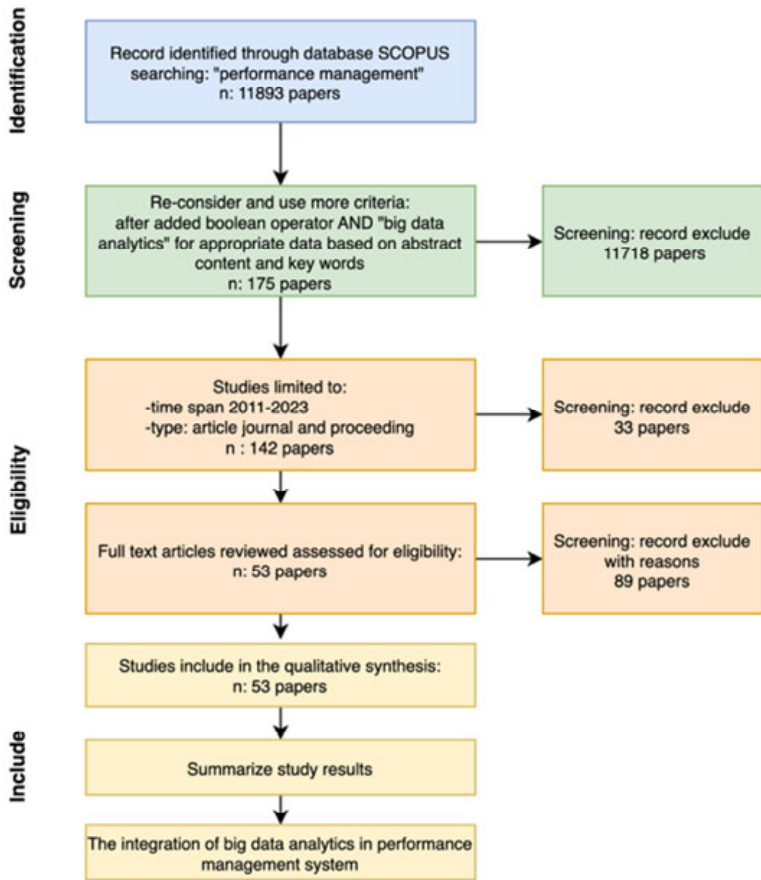 Identification
Record identified through database SCOPUS
searching: "performance management"
n: 11893 papers
Screening
Re-consider and use more criteria:
after added boolean operator AND "big data
analytics" for appropriate data based on abstract
content and key words
n: 175 papers
Screening: record exclude
11718 papers
Eligibility
Studies limited to:
-time span 2011-2023
-type: article journal and proceeding
n : 142 papers
Screening: record exclude
33 papers
Full text articles reviewed assessed for eligibility:
n: 53 papers
Screening: record exclude
with reasons
89 papers
Include
Studies include in the qualitative synthesis:
n: 53 papers
Summarize study results
The integration of big data analytics in performance
management system